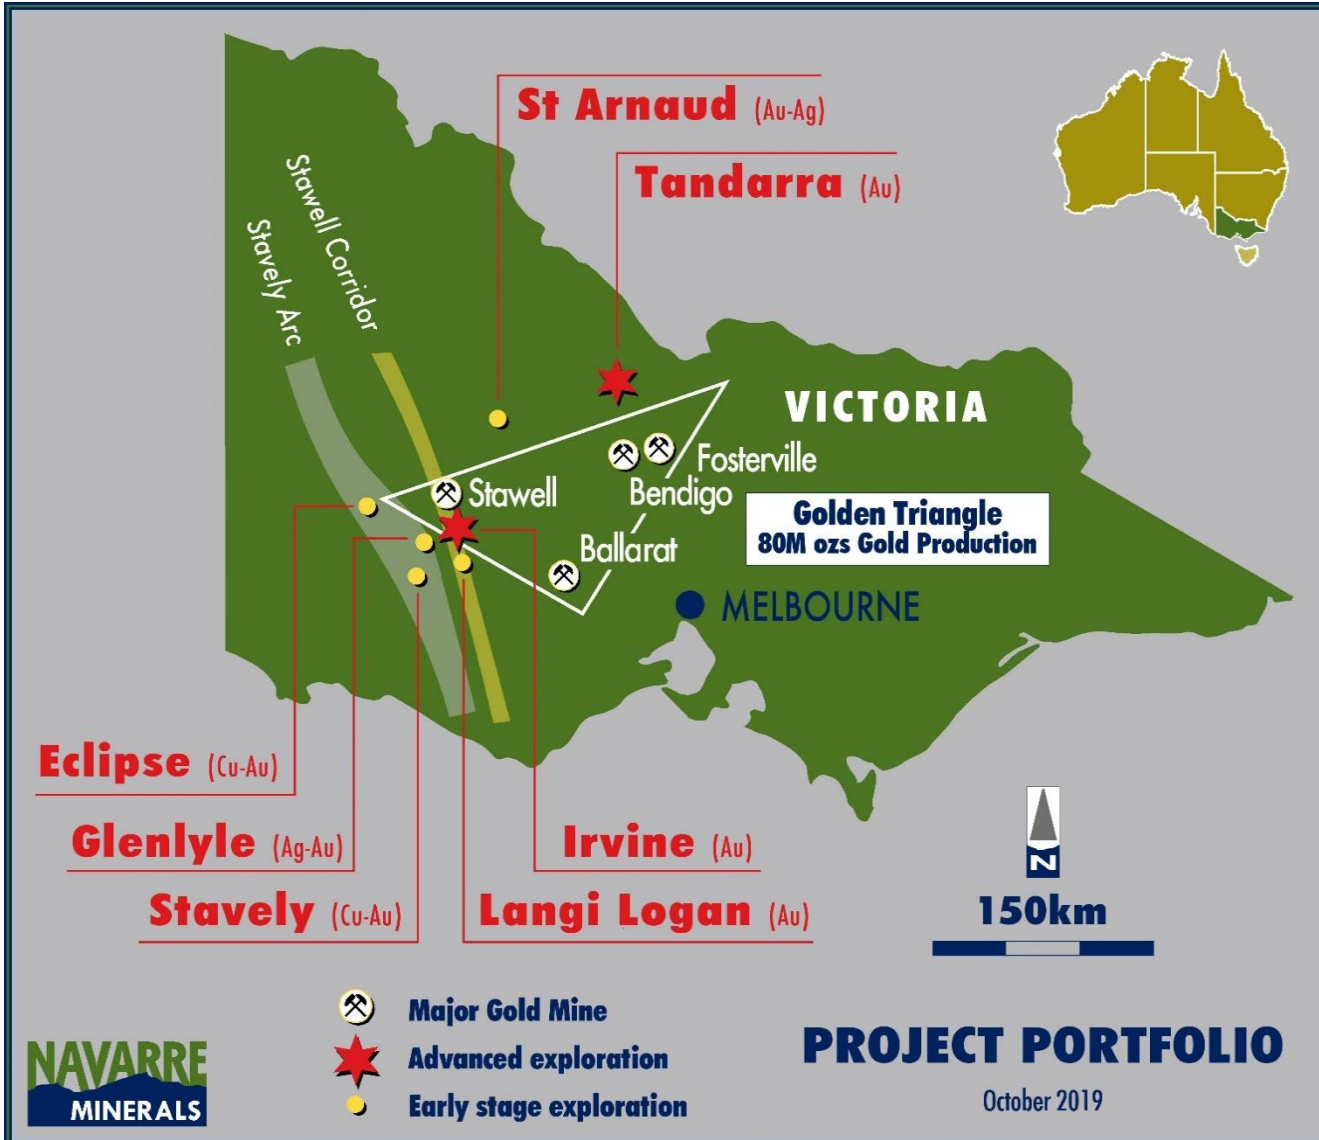 St Arnaud (Au-Ag)
Tandarra (Au)
Stawell Corridor
Stavely Arc
VICTORIA
Fosterville
Bendigo
Stawell
Golden Triangle
80M ozs Gold Production
Ballarat
MELBOURNE
Eclipse (Cu-Au)
Glenlyle (Ag-Au)
Irvine (Au)
Stavely (Cu-Au)
Langi Logan (Au)
N
150km
Major Gold Mine
Advanced exploration
Early stage exploration
PROJECT PORTFOLIO
October 2019
NAVARRE
MINERALS